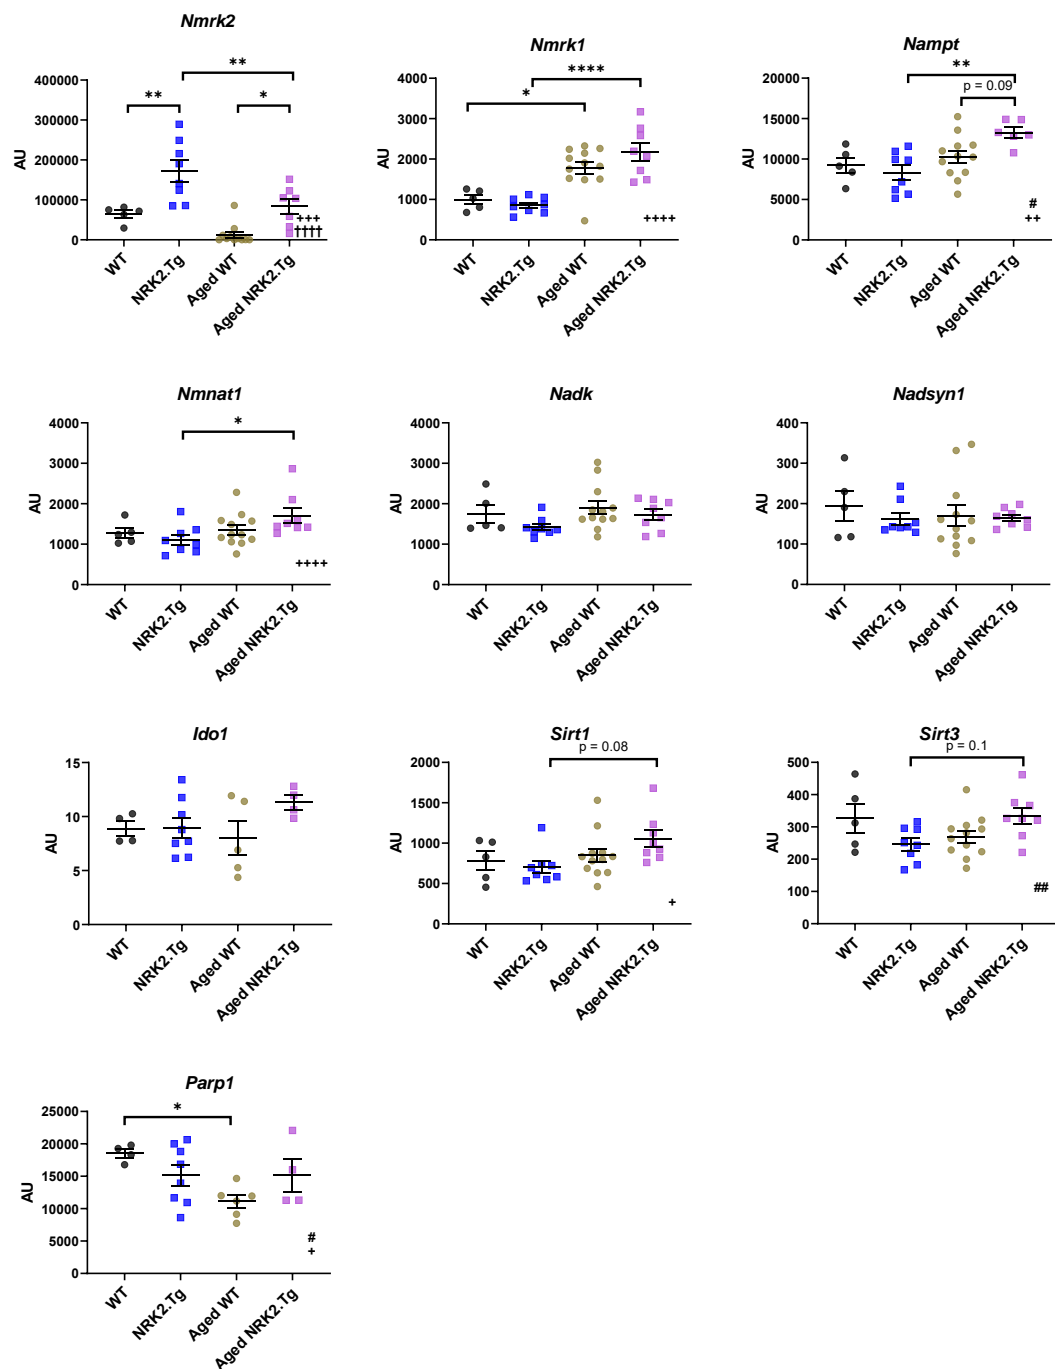 Nmrk2
** 
** *
400000
300000
200000
100000
0
AU
+++
††††
WT
NRK2.Tg
Aged WT
Aged NRK2.Tg
Nmrk1
****
*
4000
3000
2000
1000
0
AU
++++
WT
NRK2.Tg
Aged WT
Aged NRK2.Tg
Nampt
**
p = 0.09
20000
15000
10000
5000
0
AU
#
++
WT
NRK2.Tg
Aged WT
Aged NRK2.Tg
Nmnat1
*
4000
3000
2000
1000
0
AU
++++
WT
NRK2.Tg
Aged WT
Aged NRK2.Tg
Nadk
4000
3000
2000
1000
0
AU
WT
NRK2.Tg
Aged WT
Aged NRK2.Tg
Nadsyn1
400
300
200
100
0
AU
WT
NRK2.Tg
Aged WT
Aged NRK2.Tg
Ido1
15
10
5
0
AU
WT
NRK2.Tg
Aged WT
Aged NRK2.Tg
Sirt1
p = 0.08
2000
1500
1000
500
0
AU
+
WT
NRK2.Tg
Aged WT
Aged NRK2.Tg
Sirt3
p = 0.1
500
400
300
200
100
0
AU
##
WT
NRK2.Tg
Aged WT
Aged NRK2.Tg
Parp1
*
25000
20000
15000
10000
5000
0
AU
#
+
WT
NRK2.Tg
Aged WT
Aged NRK2.Tg